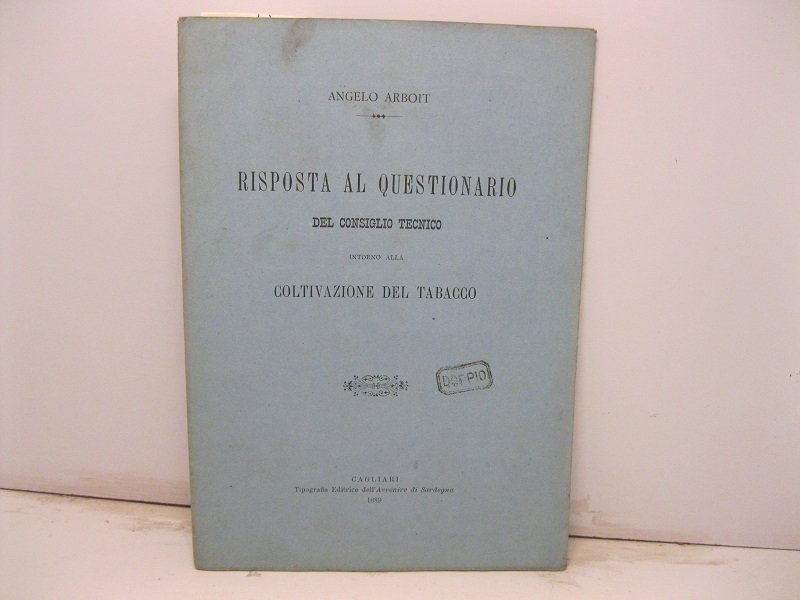 ANGELO ARBOIT
RISPOSTA AL QUESTIONARIO
DEL CONSIGLIO TECNICO
INTORNO ALLA
COLTIVAZIONE DEL TABACCO
DOPPIO
CAGLIARI
Tipografia Editrice dell'Avvenire di Sardegna
1889